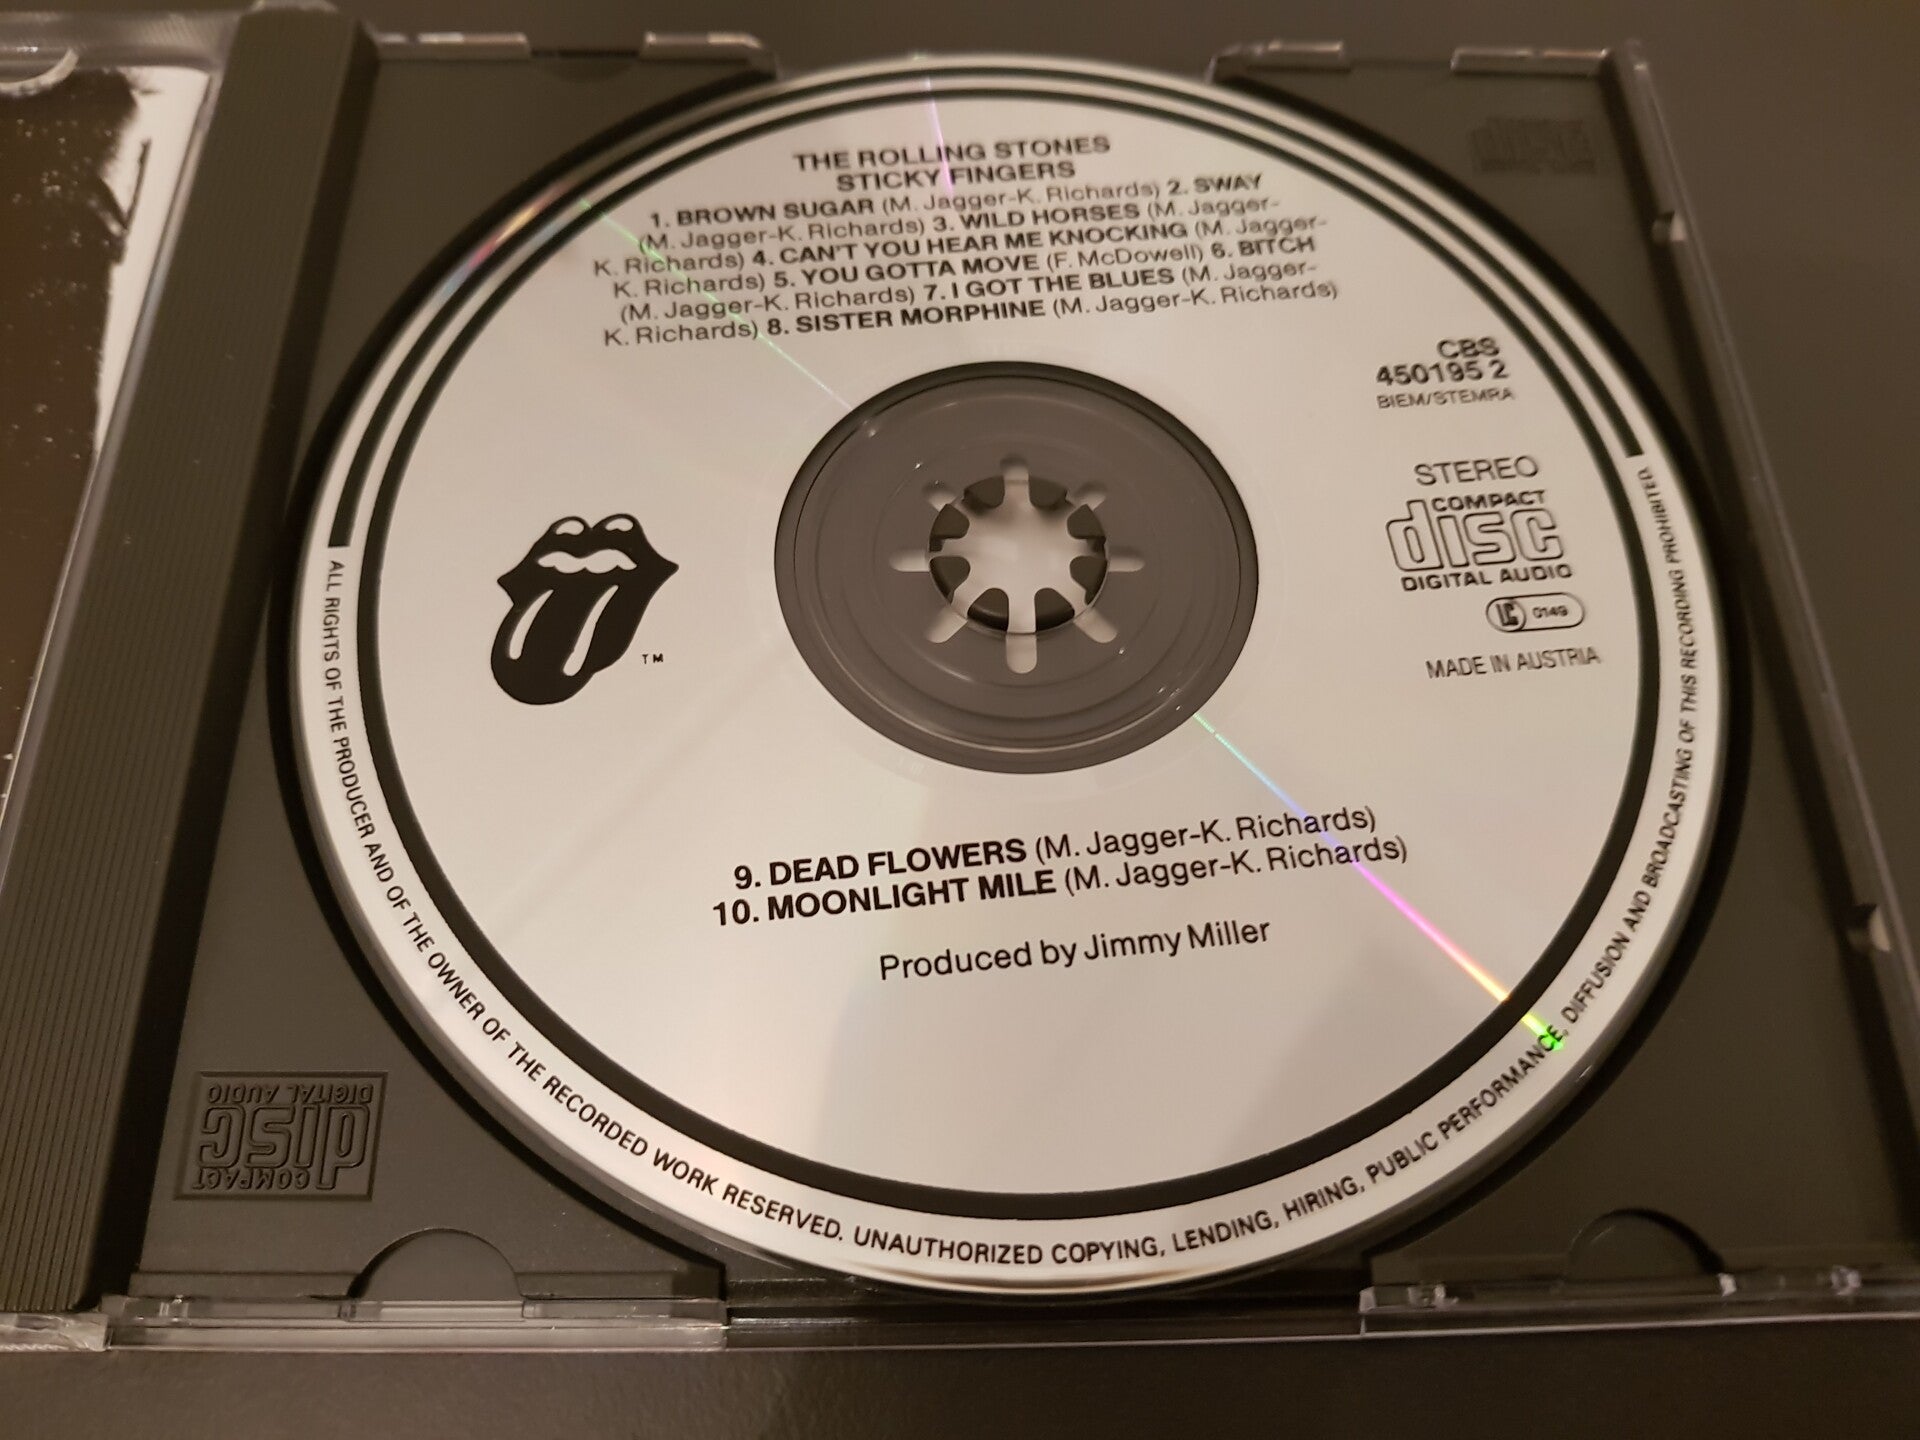 THE ROLLING STONES
STICKY FINGERS
1. BROWN SUGAR (M. Jagger-K. Richards) 2. SWAY
(M. Jagger-K. Richards) 3. WILD HORSES (M. Jagger-
K. Richards) 4. CAN'T YOU HEAR ME KNOCKING (M. Jagger-
K. Richards) 5. YOU GOTTA MOVE (F. McDowell) 6. BITCH
(M. Jagger-K. Richards) 7. I GOT THE BLUES (M. Jagger-
K. Richards) 8. SISTER MORPHINE (M. Jagger-K. Richards)
CBS
450195 2
BIEM/STEMRA
STEREO
COMPACT
disc
DIGITAL AUDIO
LC 0149
MADE IN AUSTRIA
TM
9. DEAD FLOWERS (M. Jagger-K. Richards)
10. MOONLIGHT MILE (M. Jagger-K. Richards)
Produced by Jimmy Miller
ALL RIGHTS OF THE PRODUCER AND OF THE OWNER OF THE RECORDED WORK RESERVED. UNAUTHORIZED COPYING, LENDING, HIRING, PUBLIC PERFORMANCE, DIFFUSION AND BROADCASTING OF THIS RECORDING PROHIBITED.
COMPACT
disc
DIGITAL AUDIO
disc